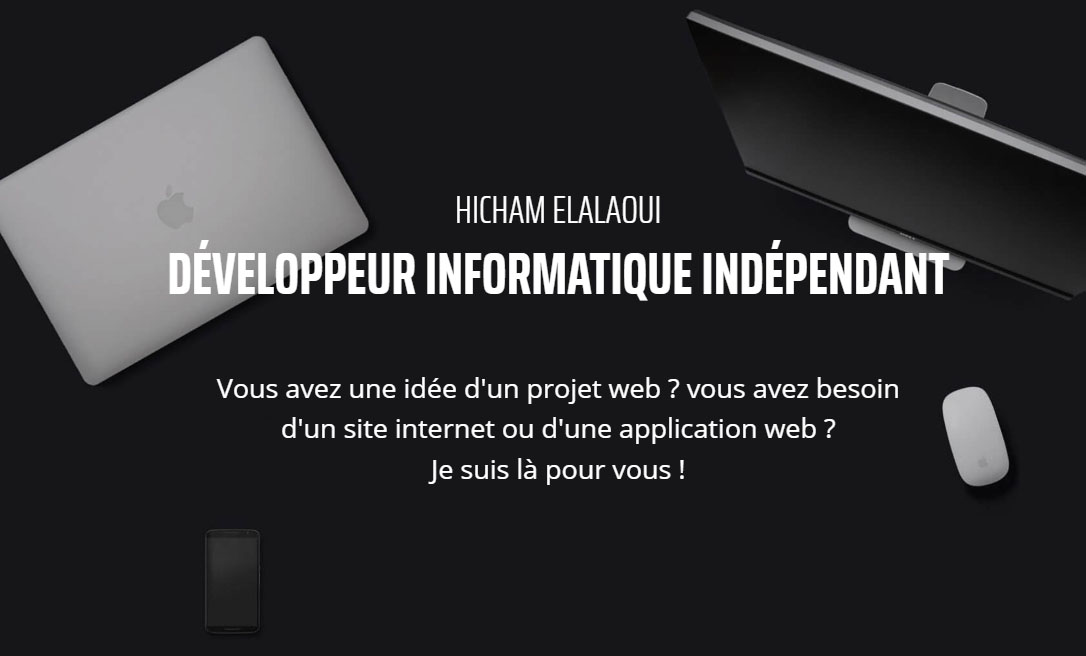 HICHAM ELALAOUI
DÉVELOPPEUR INFORMATIQUE INDÉPENDANT
Vous avez une idée d'un projet web ? vous avez besoin
d'un site internet ou d'une application web ?
Je suis là pour vous !